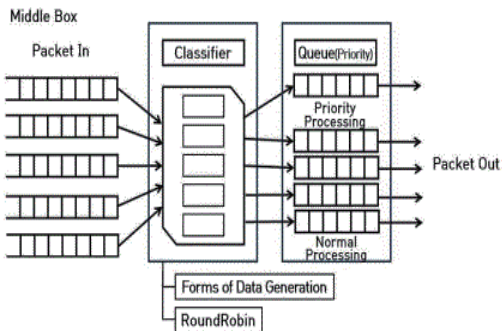 Middle Box
Packet In
Classifier
Queue(Priority)
Priority
Processing
Packet Out
Normal
Processing
Forms of Data Generation
RoundRobin